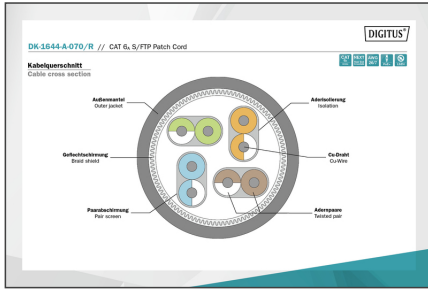 DIGITUS®
DK-1644-A-070/R // CAT 6A S/FTP Patch Cord
Kabelquerschnitt
Cable cross section
Außenmantel
Outer jacket
Aderisolierung
Isolation
Geflechtschirmung
Braid shield
Cu-Draht
Cu-Wire
Paarabschirmung
Pair screen
Adernpaare
Twisted pair